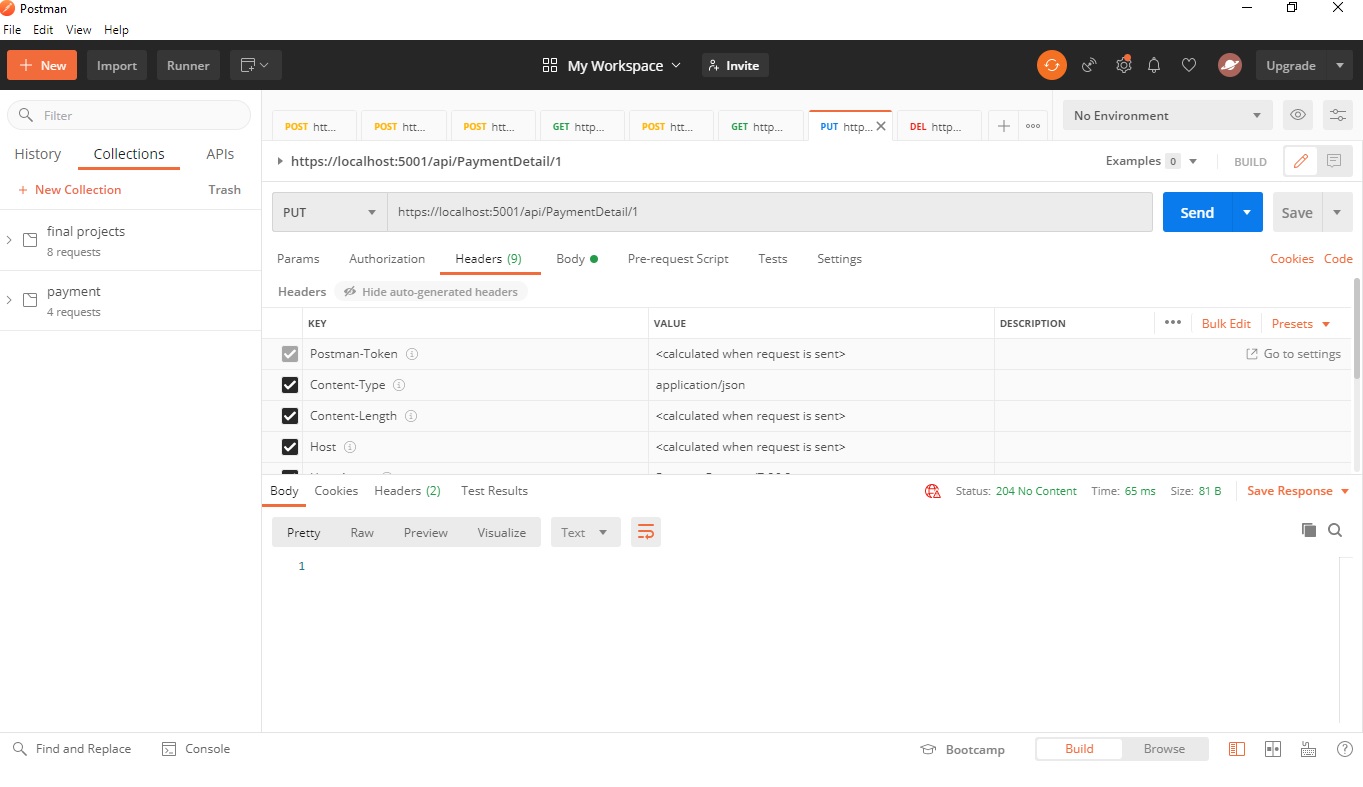 Postman
File Edit View Help
+ New Import Runner My Workspace Invite Upgrade
Filter
History Collections APIs
+ New Collection Trash
final projects
8 requests
payment
4 requests
POST htt... POST htt... POST htt... GET http... POST htt... GET http... PUT http... DEL http...
No Environment
https://localhost:5001/api/PaymentDetail/1 Examples 0 BUILD
PUT https://localhost:5001/api/PaymentDetail/1 Send Save
Params Authorization Headers (9) Body Pre-request Script Tests Settings Cookies Code
Headers Hide auto-generated headers
KEY VALUE DESCRIPTION Bulk Edit Presets
Postman-Token <calculated when request is sent> Go to settings
Content-Type application/json
Content-Length <calculated when request is sent>
Host <calculated when request is sent>
Body Cookies Headers (2) Test Results Status: 204 No Content Time: 65 ms Size: 81 B Save Response
Pretty Raw Preview Visualize Text
1
Find and Replace Console Bootcamp Build Browse